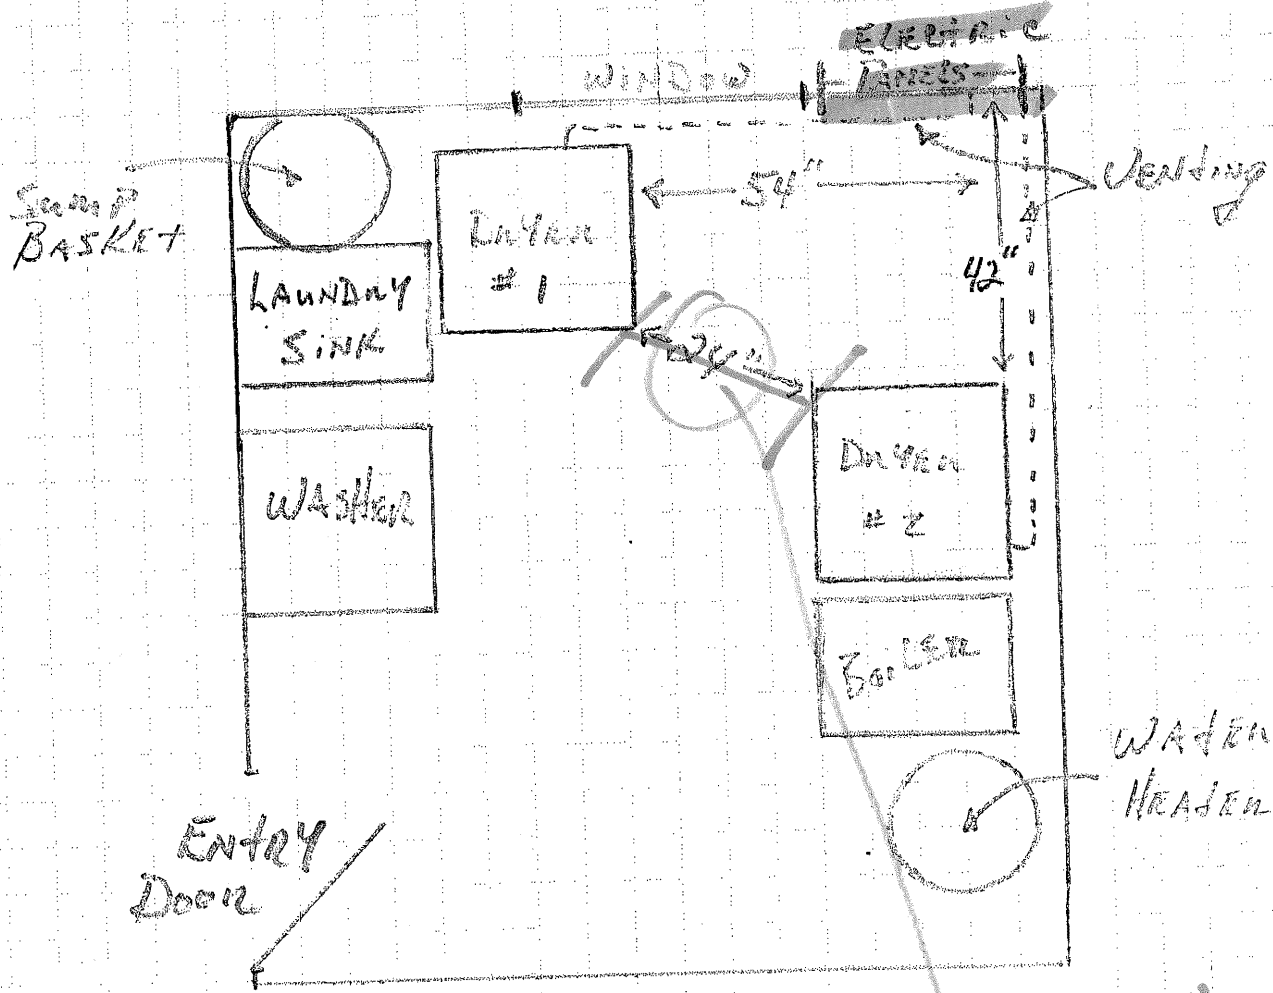 ELECTRIC
PANELS
WINDOW
54"
VENTING
SUMP
BASKET
DRYER
# 1
42"
LAUNDRY
SINK
DRYER
# 2
WASHER
BOILER
WATER
HEATER
ENTRY
DOOR